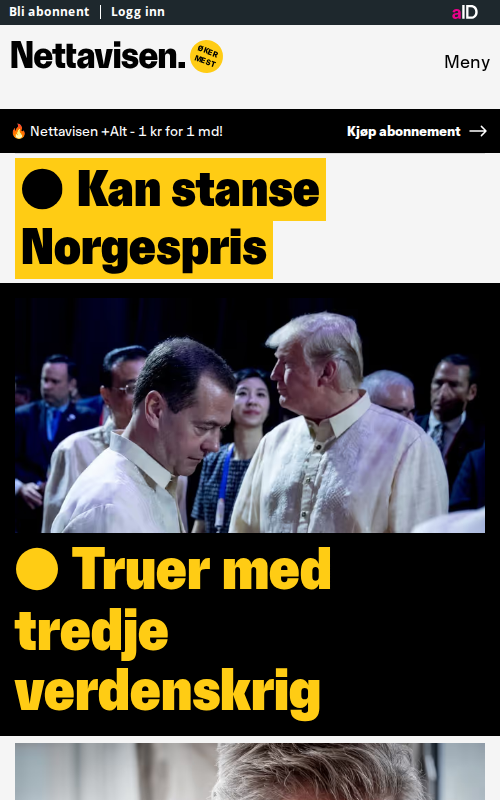 Bli abonnent | Logg inn
aID
Nettavisen.
ØKER
MEST
Meny
🔥 Nettavisen +Alt - 1 kr for 1 md!
Kjøp abonnement →
● Kan stanse
Norgespris
● Truer med
tredje
verdenskrig